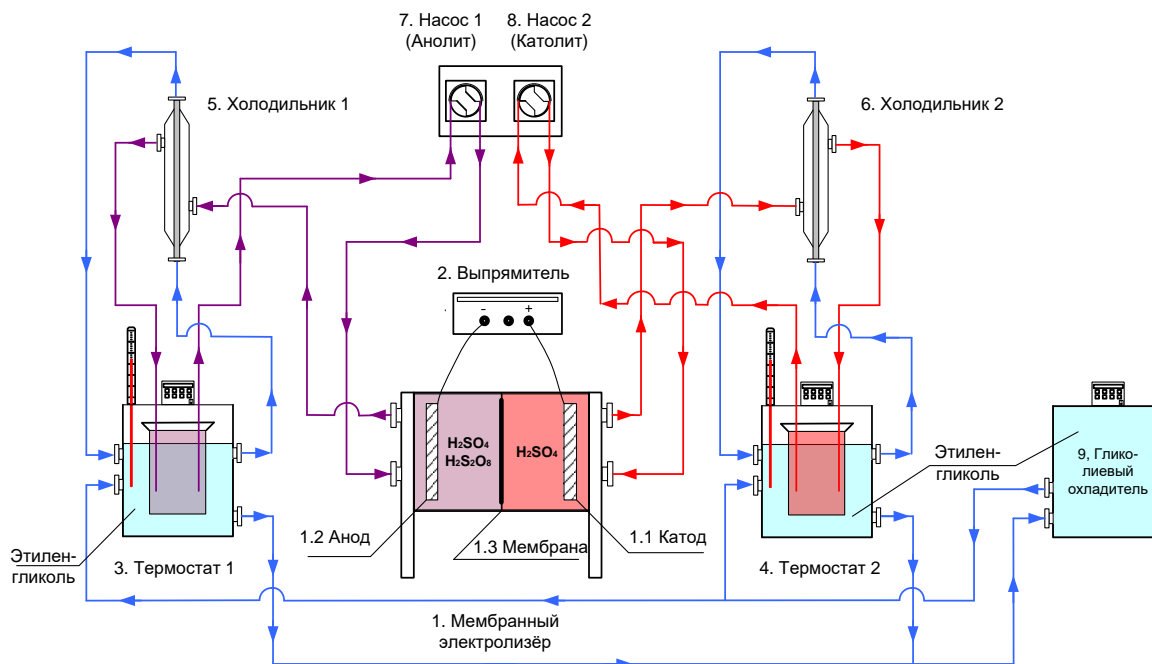 7. Насос 1
(Анолит)
8. Насос 2
(Католит)
5. Холодильник 1
6. Холодильник 2
2. Выпрямитель
- +
H₂SO₄
H₂S₂O₈
H₂SO₄
9, Глико-
лиевый
охладитель
Этилен-
гликоль
1.2 Анод
1.3 Мембрана
1.1 Катод
Этилен-
гликоль
3. Термостат 1
4. Термостат 2
1. Мембранный
электролизёр